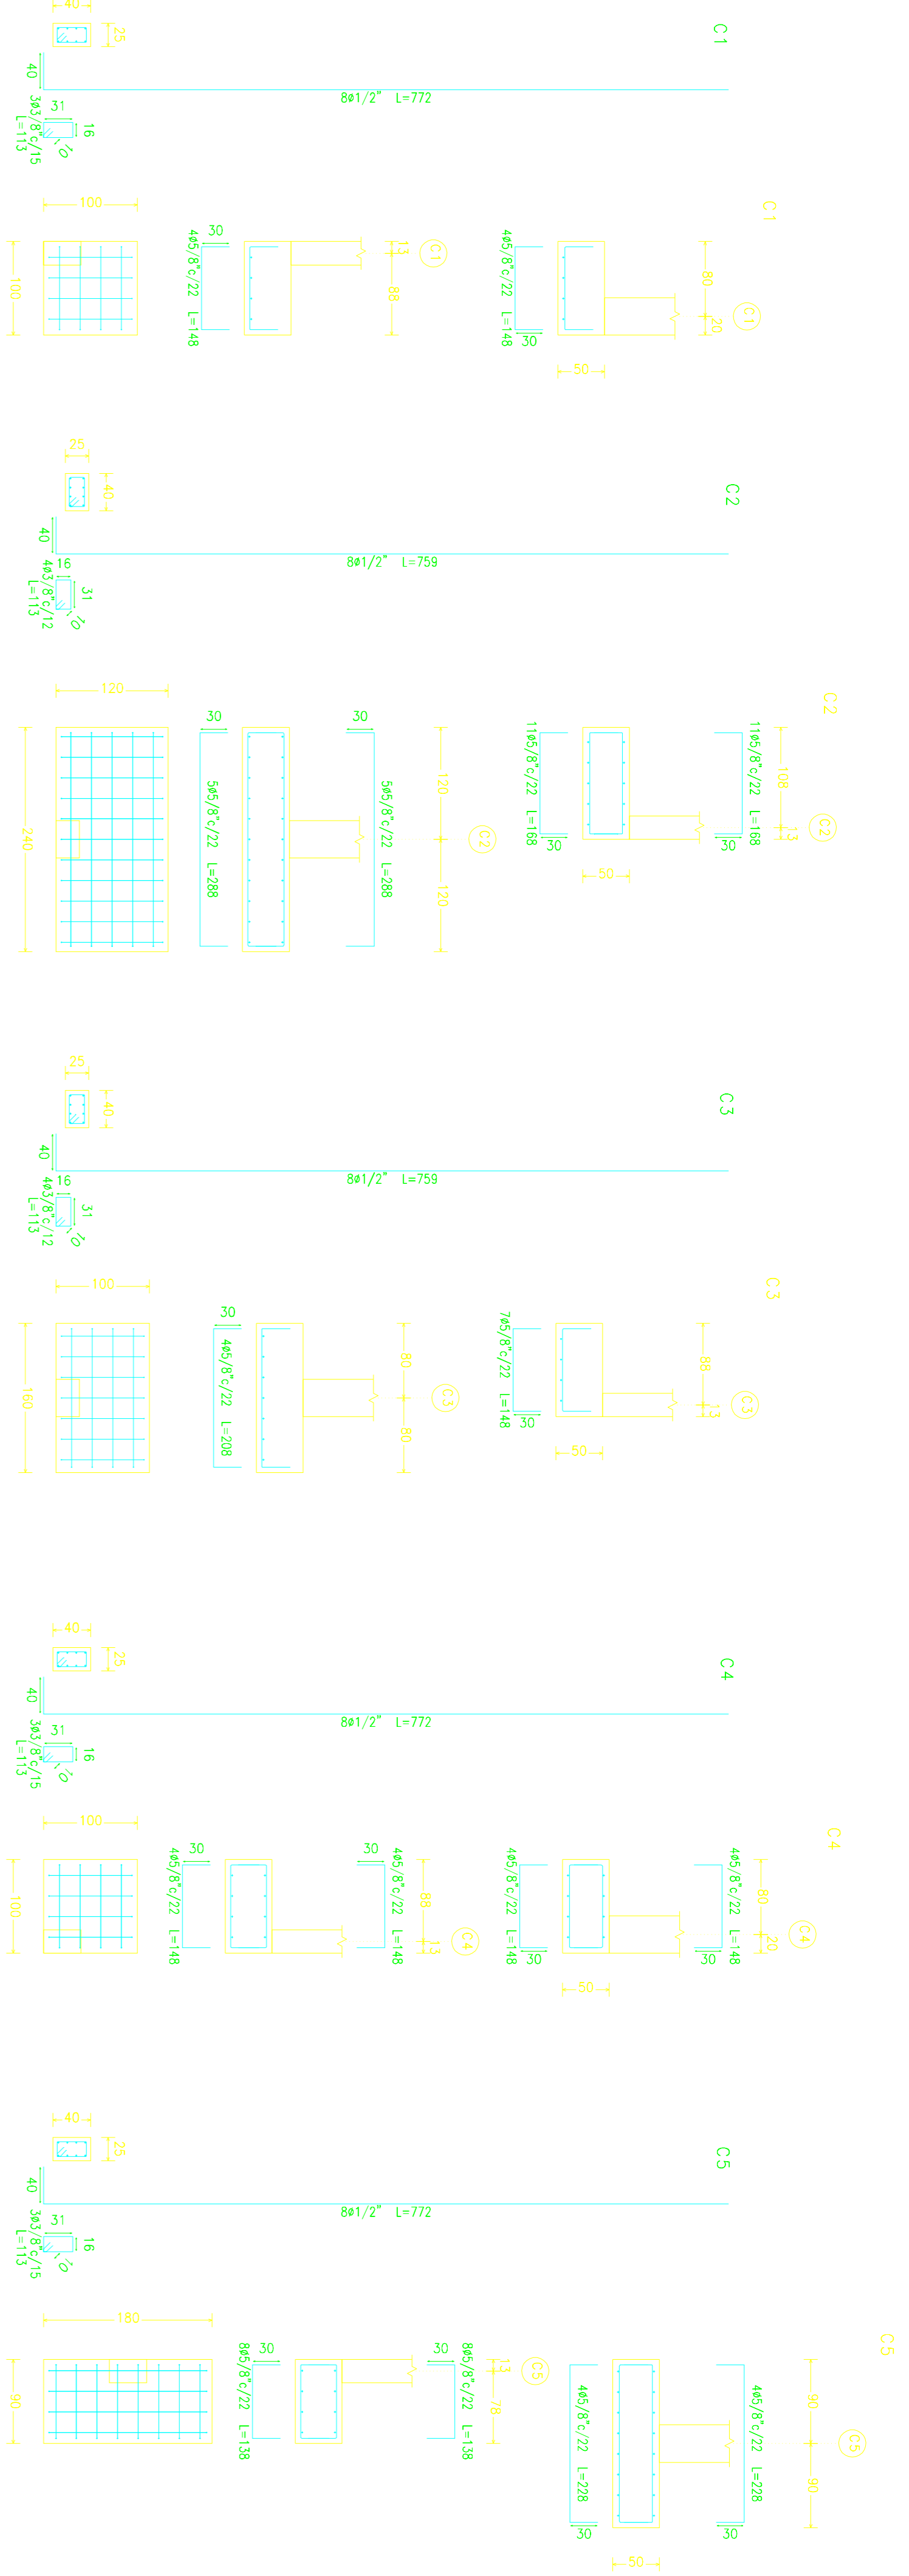 C1
40
25
40
8ø1/2" L=772
31
16
10
3ø3/8"c/15
L=113
C1
100
100
30
4ø5/8"c/22 L=148
13
88
C1
4ø5/8"c/22 L=148
30
80
20
C1
50
C2
25
40
40
8ø1/2" L=759
16
31
10
4ø3/8"c/12
L=113
C2
120
240
30
5ø5/8"c/22 L=288
30
5ø5/8"c/22 L=288
120
120
C2
11ø5/8"c/22 L=168
30
11ø5/8"c/22 L=168
30
108
13
C2
50
C3
25
40
40
8ø1/2" L=759
16
31
10
4ø3/8"c/12
L=113
C3
100
160
30
4ø5/8"c/22 L=208
80
80
C3
7ø5/8"c/22 L=148
30
88
13
C3
50
C4
40
25
40
8ø1/2" L=772
31
16
10
3ø3/8"c/15
L=113
C4
100
100
30
4ø5/8"c/22 L=148
30
4ø5/8"c/22 L=148
88
13
C4
4ø5/8"c/22 L=148
30
4ø5/8"c/22 L=148
30
80
20
C4
50
C5
40
25
40
8ø1/2" L=772
31
16
10
3ø3/8"c/15
L=113
C5
180
90
30
8ø5/8"c/22 L=138
30
8ø5/8"c/22 L=138
13
78
C5
4ø5/8"c/22 L=228
30
4ø5/8"c/22 L=228
30
90
90
C5
50